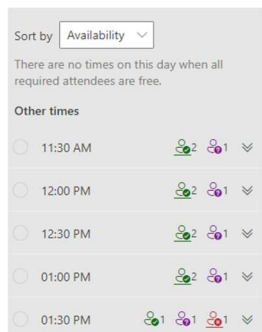 Sort by Availability
There are no times on this day when all
required attendees are free.
Other times
11:30 AM 2 1
12:00 PM 2 1
12:30 PM 2 1
01:00 PM 2 1
01:30 PM 1 1 1